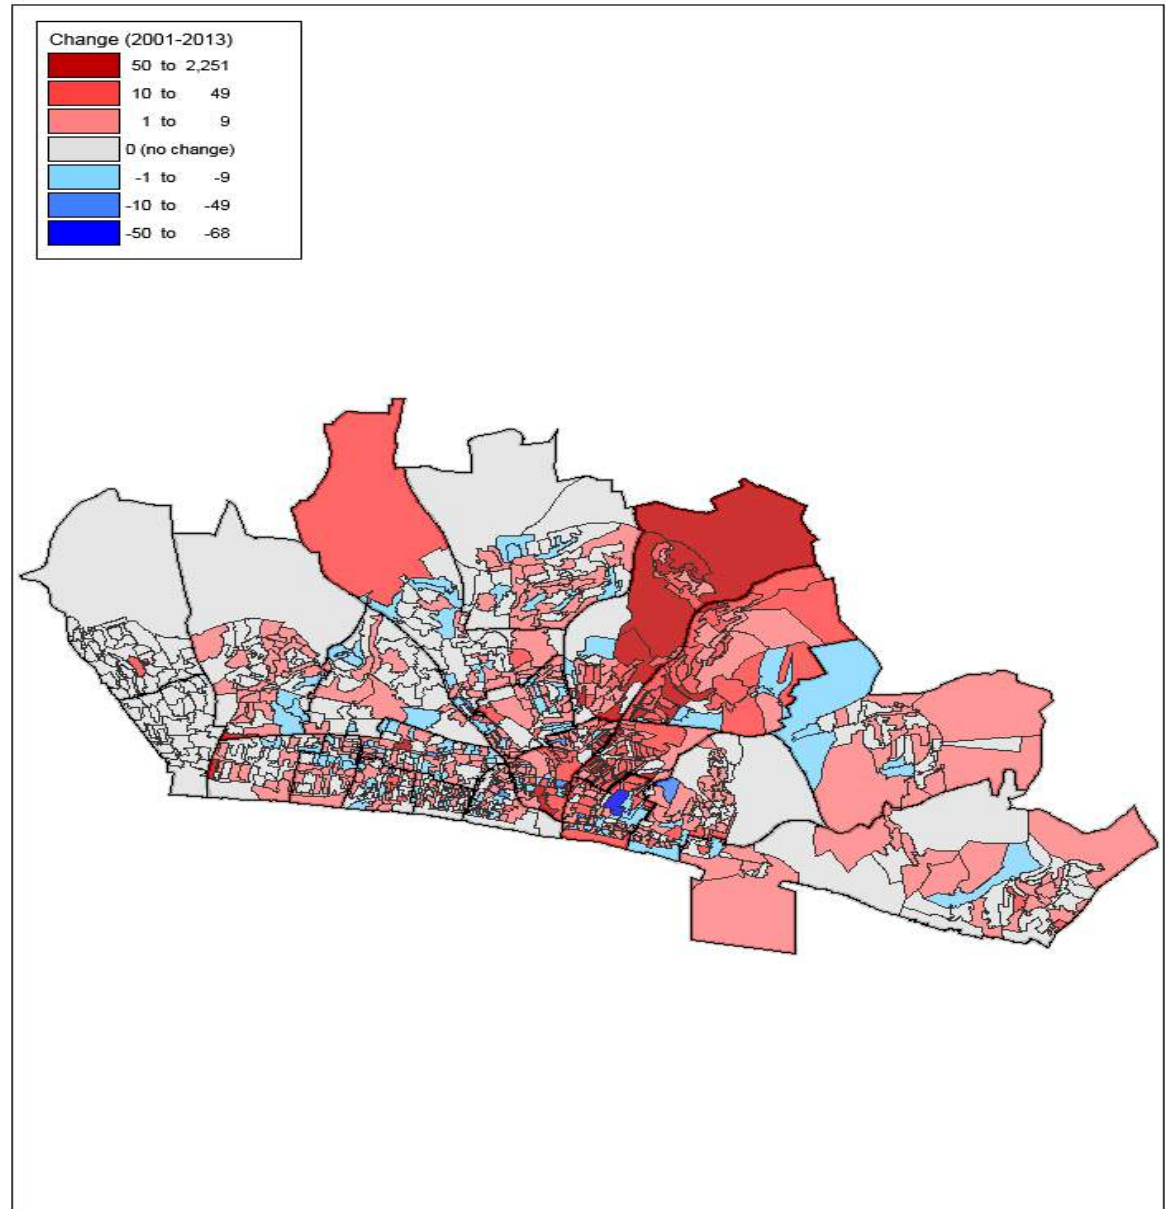 Change (2001-2013)
50 to 2,251
10 to 49
1 to 9
0 (no change)
-1 to -9
-10 to -49
-50 to -68